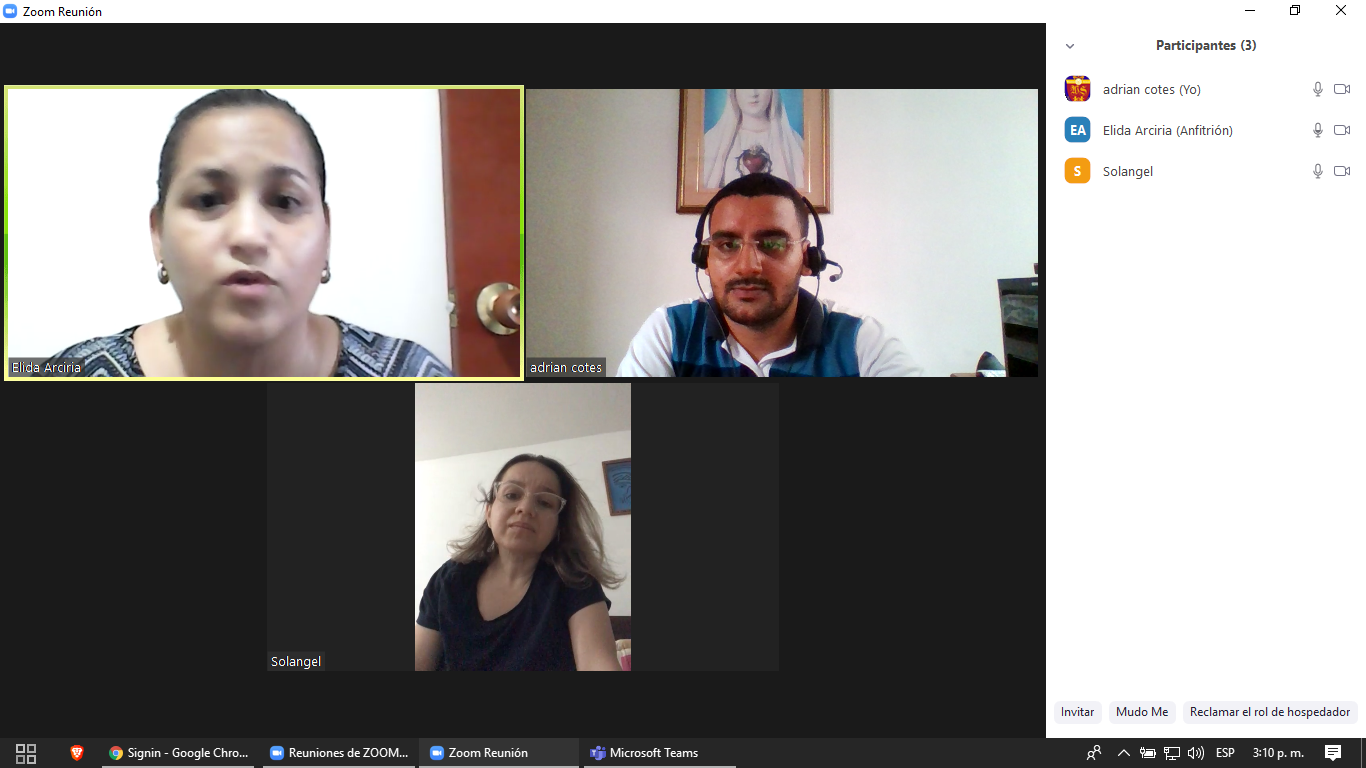 Zoom Reunión
Participantes (3)
adrian cotes (Yo)
EA Elida Arciria (Anfitrión)
S Solangel
Elida Arciria
adrian cotes
Solangel
Invitar Mudo Me Reclamar el rol de hospedador
Signin - Google Chro... Reuniones de ZOOM... Zoom Reunión Microsoft Teams ESP 3:10 p. m.